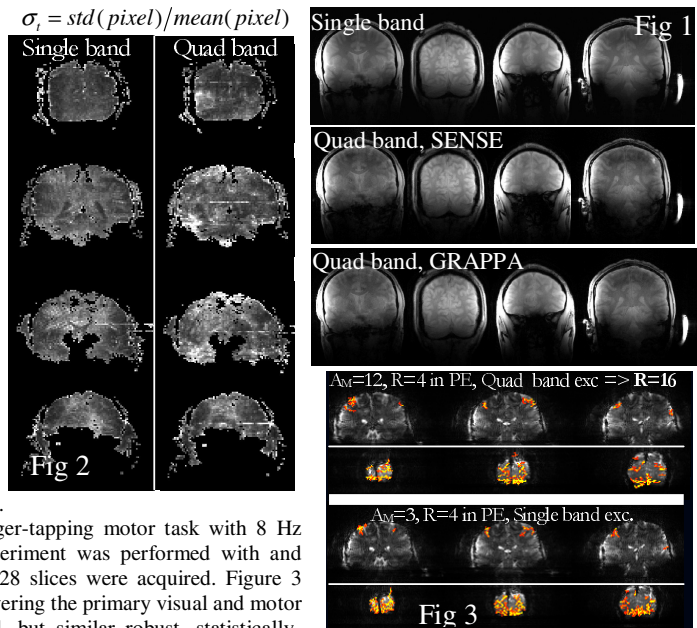 σt = std(pixel)/mean(pixel)
Single band
Quad band
Fig 2
Single band
Fig 1
Quad band, SENSE
Quad band, GRAPPA
AM=12, R=4 in PE, Quad band exc => R=16
AM=3, R=4 in PE, Single band exc.
Fig 3
.
ger-tapping motor task with 8 Hz
eriment was performed with and
28 slices were acquired. Figure 3
vering the primary visual and motor
but similar robust, statistically